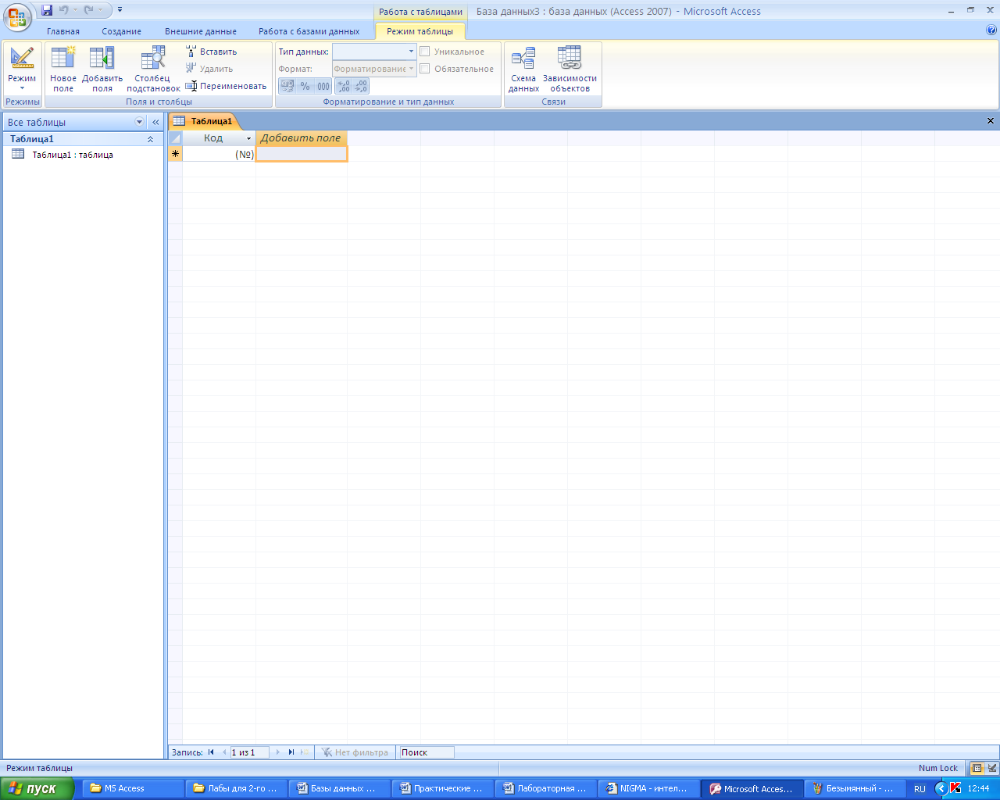 Работа с таблицами База данных3 : база данных (Access 2007) - Microsoft Access
Главная Создание Внешние данные Работа с базами данных Режим таблицы
Режим
Режимы
Новое поле
Добавить поля
Столбец подстановок
Вставить
Удалить
Переименовать
Поля и столбцы
Тип данных:
Уникальное
Формат: Форматирование
Обязательное
% 000 ,00 ,00
Форматирование и тип данных
Схема данных
Зависимости объектов
Связи
Все таблицы
Таблица1
Таблица1 : таблица
Таблица1
Код Добавить поле
(№)
Запись: 1 из 1 Нет фильтра Поиск
Режим таблицы Num Lock
пуск MS Access Лабы для 2-го ... Базы данных ... Практические ... Лабораторная ... NIGMA - интел... Microsoft Acces... Безымянный - ... RU 12:44